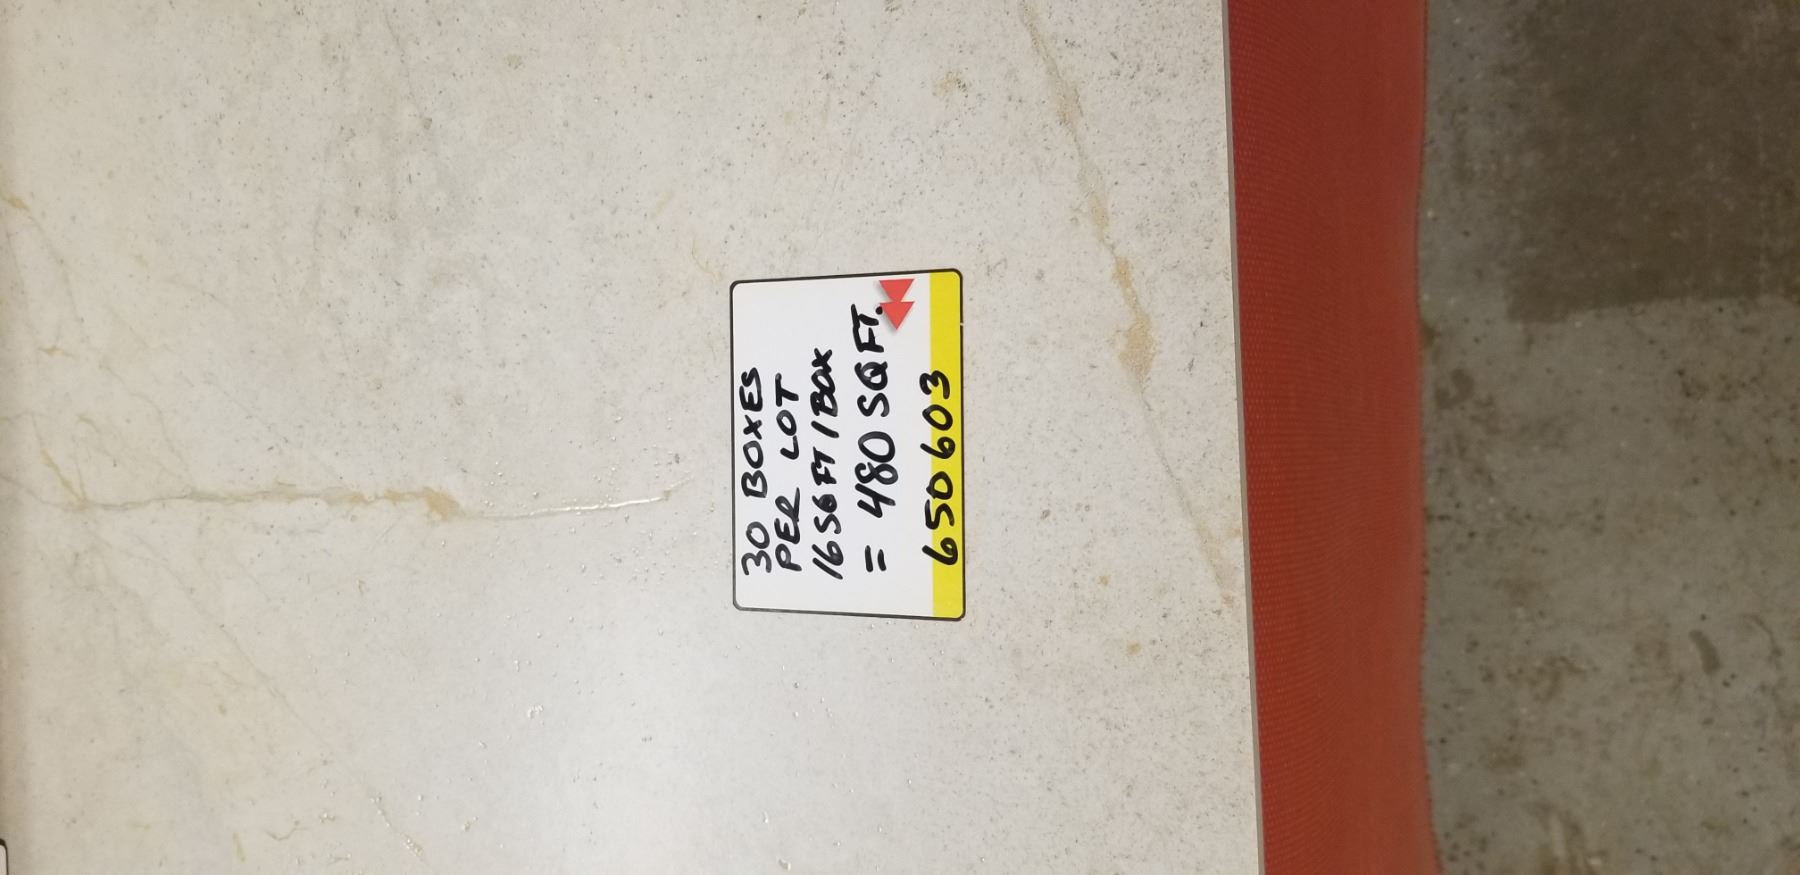 30 BOXES
PER LOT
16 SQ FT / BOX
= 480 SQ FT.
650603